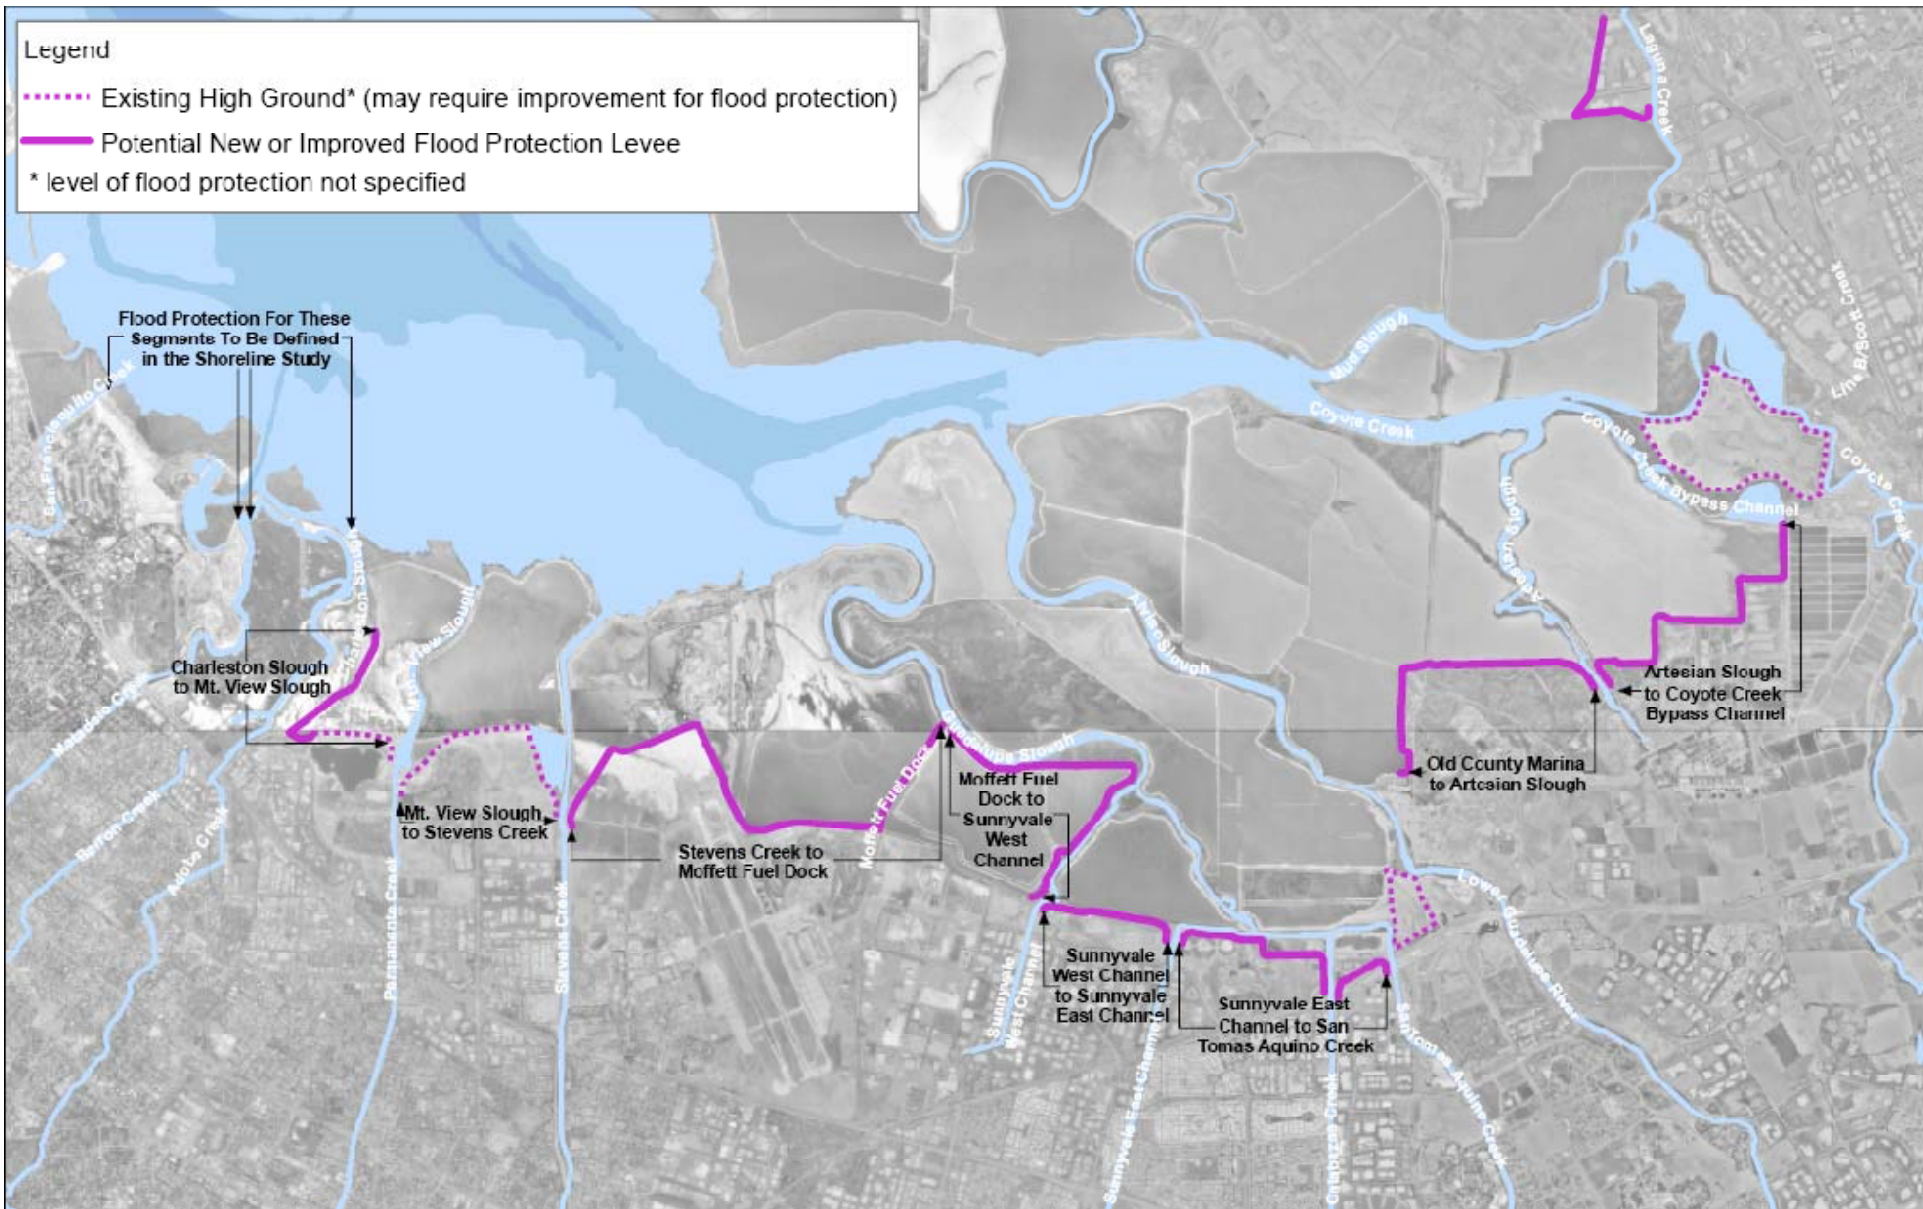 Legend
Existing High Ground* (may require improvement for flood protection)
Potential New or Improved Flood Protection Levee
* level of flood protection not specified
Laguna Creek
Line B/Scott Creek
Flood Protection For These
Segments To Be Defined
in the Shoreline Study
San Francisquito Creek
Mud Slough
Coyote Creek
Coyote Creek Bypass Channel
Coyote Creek
Artesian Slough
Charleston Slough
Mt. View Slough
Alviso Slough
Charleston Slough
to Mt. View Slough
Matadero Creek
Artesian Slough
to Coyote Creek
Bypass Channel
Guadalupe Slough
Moffett Fuel Dock
Old County Marina
to Artesian Slough
Moffett Fuel
Dock to
Sunnyvale
West
Channel
Mt. View Slough
to Stevens Creek
Barron Creek
Adobe Creek
Stevens Creek to
Moffett Fuel Dock
Permanente Creek
Stevens Creek
Lower Guadalupe River
Sunnyvale
West Channel
Sunnyvale
West Channel
to Sunnyvale
East Channel
Sunnyvale East
Channel to San
Tomas Aquino Creek
Sunnyvale East Channel
Calabazas Creek
San Tomas Aquino Creek